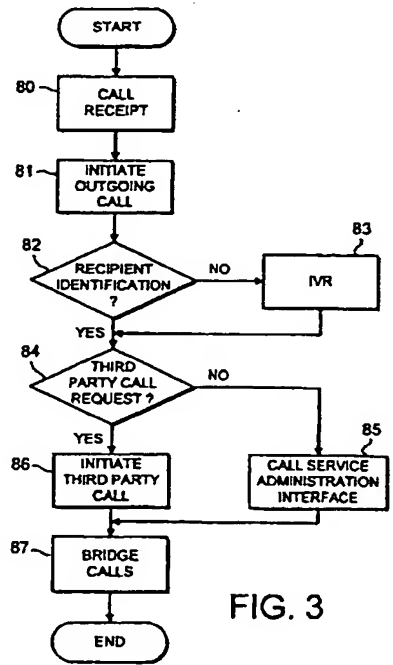 START
80
CALL
RECEIPT
81
INITIATE
OUTGOING
CALL
82
RECIPIENT
IDENTIFICATION
?
NO
83
IVR
YES
84
THIRD
PARTY CALL
REQUEST ?
NO
YES
86
INITIATE
THIRD PARTY
CALL
85
CALL SERVICE
ADMINISTRATION
INTERFACE
87
BRIDGE
CALLS
END
FIG. 3